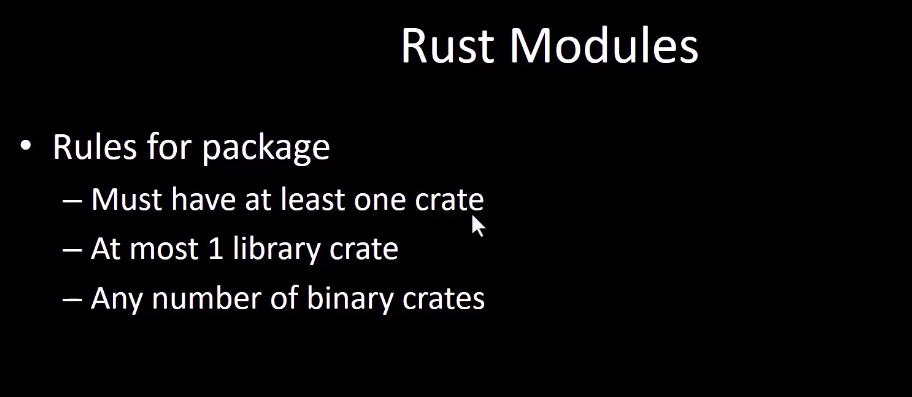 Rust Modules
• Rules for package
– Must have at least one crate
– At most 1 library crate
– Any number of binary crates